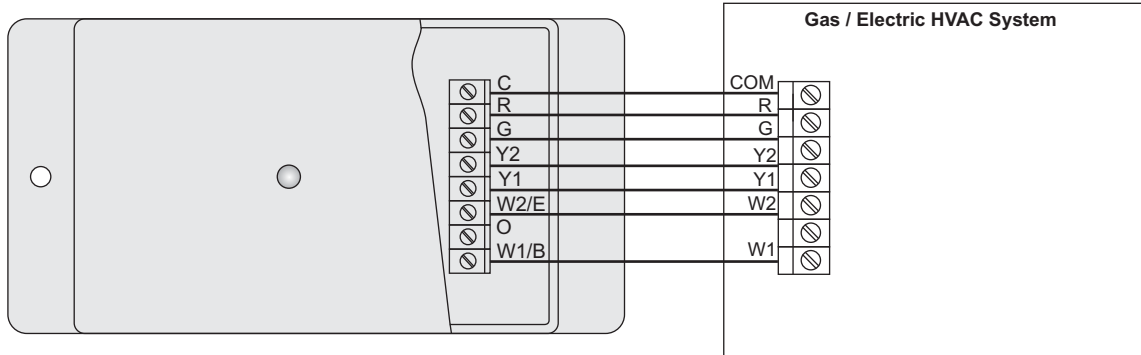 Gas / Electric HVAC System
C COM
R R
G G
Y2 Y2
Y1 Y1
W2/E W2
O
W1/B W1